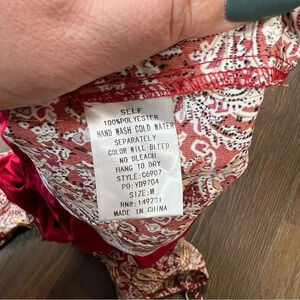 SELF
100%POLYESTER
HAND WASH COLD WATER
SEPARATELY
COLOR WILL BLEED
NO BLEACH
HANG TO DRY
STYLE:C6907
PO:YB9704
SIZE:M
RN#:149731
MADE IN CHINA